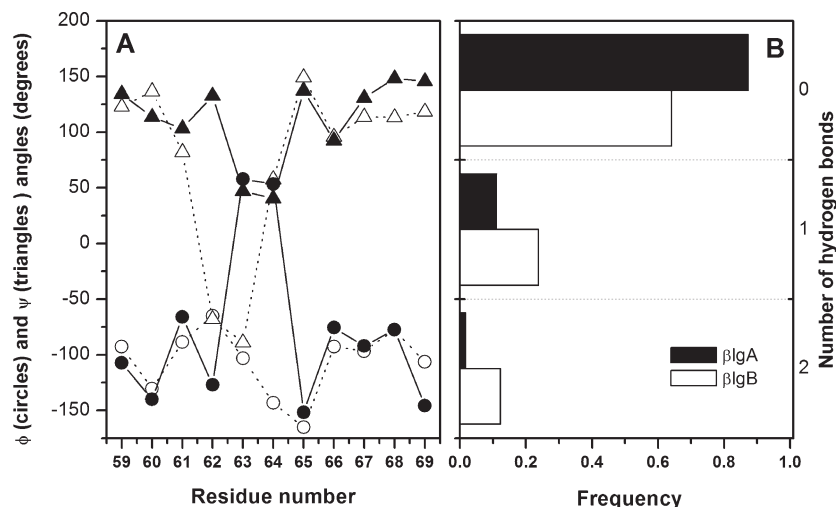 A
B
200
150
100
50
0
-50
-100
-150
ϕ (circles) and ψ (triangles ) angles (degrees)
59 60 61 62 63 64 65 66 67 68 69
Residue number
0
1
2
Number of hydrogen bonds
βIgA
βIgB
0.0 0.2 0.4 0.6 0.8 1.0
Frequency